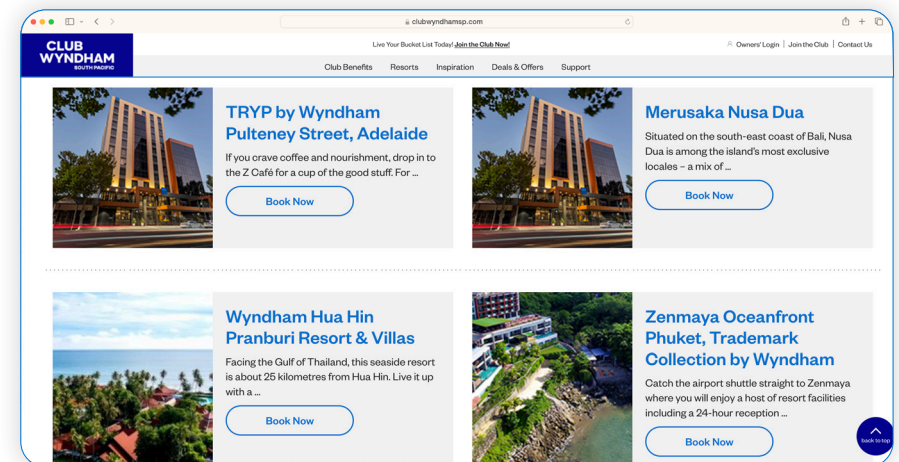 clubwyndhamsp.com
CLUB
WYNDHAM
SOUTH PACIFIC
Live Your Bucket List Today! Join the Club Now!
Owners' Login | Join the Club | Contact Us
Club Benefits Resorts Inspiration Deals & Offers Support
TRYP by Wyndham
Pulteney Street, Adelaide
If you crave coffee and nourishment, drop in to
the Z Café for a cup of the good stuff. For ...
Book Now
Merusaka Nusa Dua
Situated on the south-east coast of Bali, Nusa
Dua is among the island's most exclusive
locales – a mix of ...
Book Now
Wyndham Hua Hin
Pranburi Resort & Villas
Facing the Gulf of Thailand, this seaside resort
is about 25 kilometres from Hua Hin. Live it up
with a ...
Book Now
Zenmaya Oceanfront
Phuket, Trademark
Collection by Wyndham
Catch the airport shuttle straight to Zenmaya
where you will enjoy a host of resort facilities
including a 24-hour reception ...
Book Now
back to top